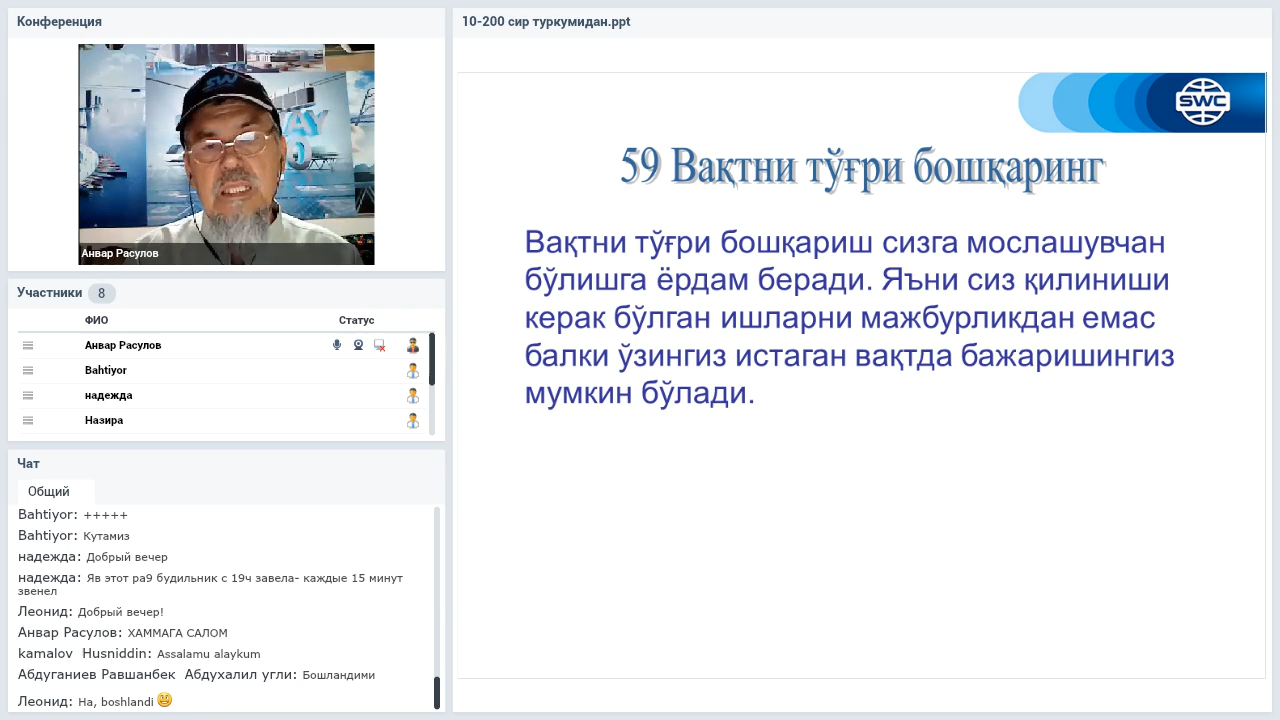 Конференция
SW
WAY
Анвар Расулов
Участники 8
ФИО Статус
Анвар Расулов
Bahtiyor
надежда
Назира
Чат
Общий
Bahtiyor: +++++
Bahtiyor: Кутамиз
надежда: Добрый вечер
надежда: Яв этот ра9 будильник с 19ч завела- каждые 15 минут
звенел
Леонид: Добрый вечер!
Анвар Расулов: ХАММАГА САЛОМ
kamalov Husniddin: Assalamu alaykum
Абдуганиев Равшанбек Абдухалил угли: Бошландими
Леонид: Ha, boshlandi
10-200 сир туркумидан.ppt
SWC
59 Вақтни тўғри бошқаринг
Вақтни тўғри бошқариш сизга мослашувчан
бўлишга ёрдам беради. Яъни сиз қилиниши
керак бўлган ишларни мажбурликдан емас
балки ўзингиз истаган вақтда бажаришингиз
мумкин бўлади.